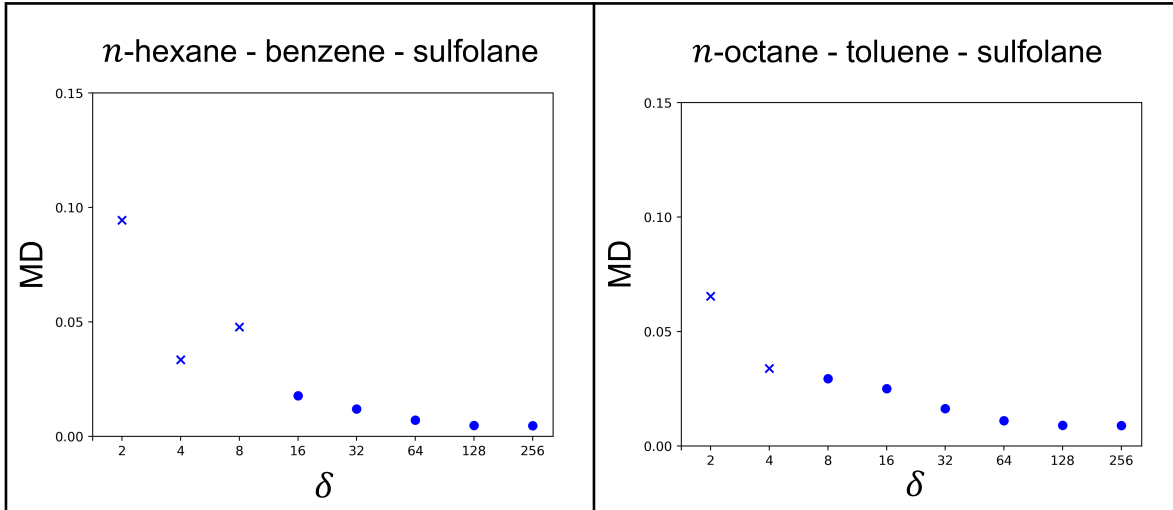 n-hexane - benzene - sulfolane
0.15
0.10
0.05
0.00
MD
2 4 8 16 32 64 128 256
δ
n-octane - toluene - sulfolane
0.15
0.10
0.05
0.00
MD
2 4 8 16 32 64 128 256
δ